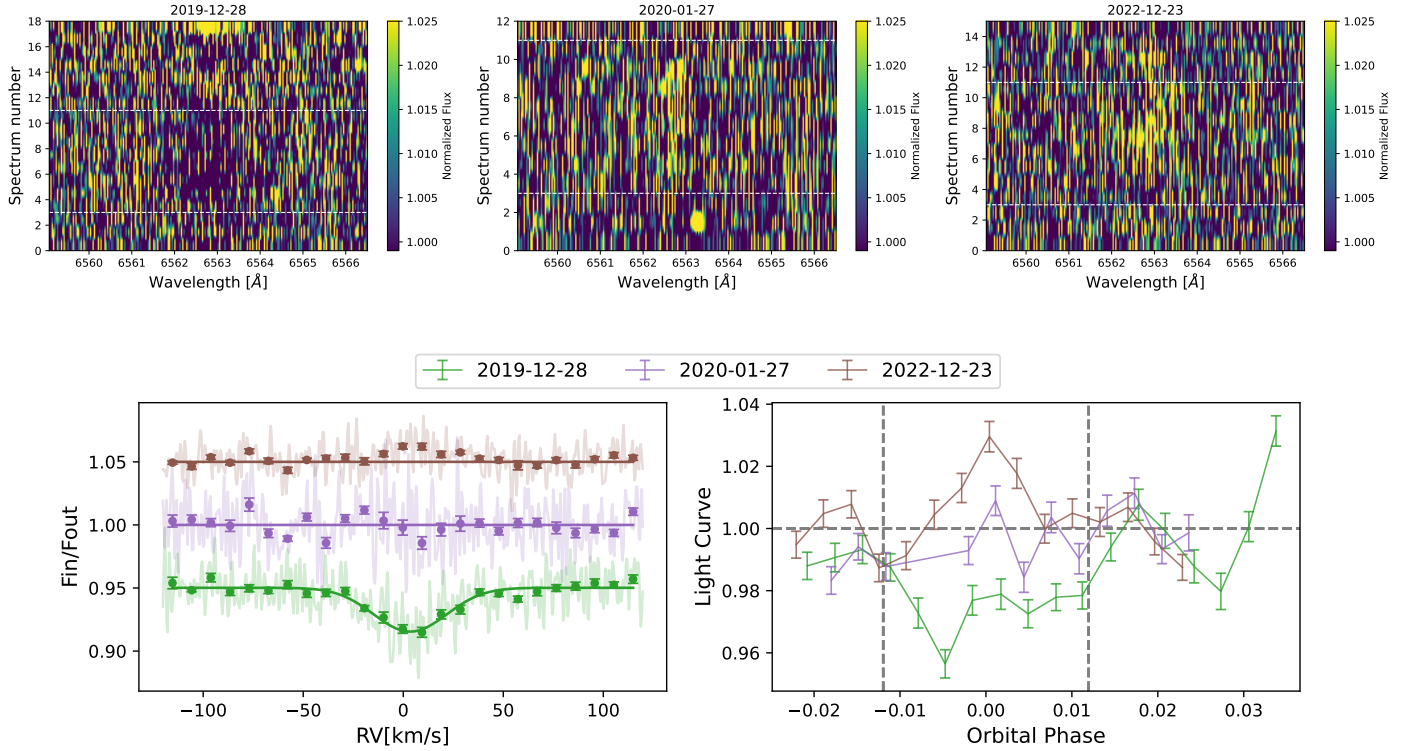 2019-12-28
18
16
14
12
10
8
6
4
2
0
Spectrum number
6560 6561 6562 6563 6564 6565 6566
Wavelength [Å]
1.025
1.020
1.015
1.010
1.005
1.000
Normalized Flux
2020-01-27
12
10
8
6
4
2
0
Spectrum number
6560 6561 6562 6563 6564 6565 6566
Wavelength [Å]
1.025
1.020
1.015
1.010
1.005
1.000
Normalized Flux
2022-12-23
14
12
10
8
6
4
2
0
Spectrum number
6560 6561 6562 6563 6564 6565 6566
Wavelength [Å]
1.025
1.020
1.015
1.010
1.005
1.000
Normalized Flux
2019-12-28 2020-01-27 2022-12-23
1.05
1.00
0.95
0.90
Fin/Fout
−100 −50 0 50 100
RV[km/s]
1.04
1.02
1.00
0.98
0.96
Light Curve
−0.02 −0.01 0.00 0.01 0.02 0.03
Orbital Phase